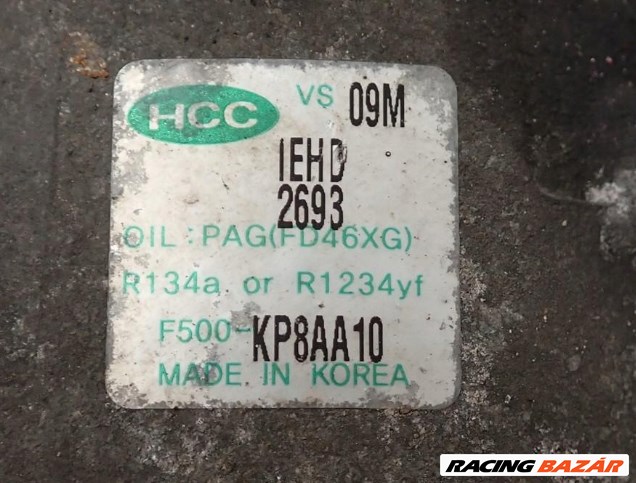 HCC VS 09M
IEHD
2693
OIL : PAG(FD46XG)
R134a or R1234yf
F500-KP8AA10
MADE IN KOREA
RACING BAZÁR